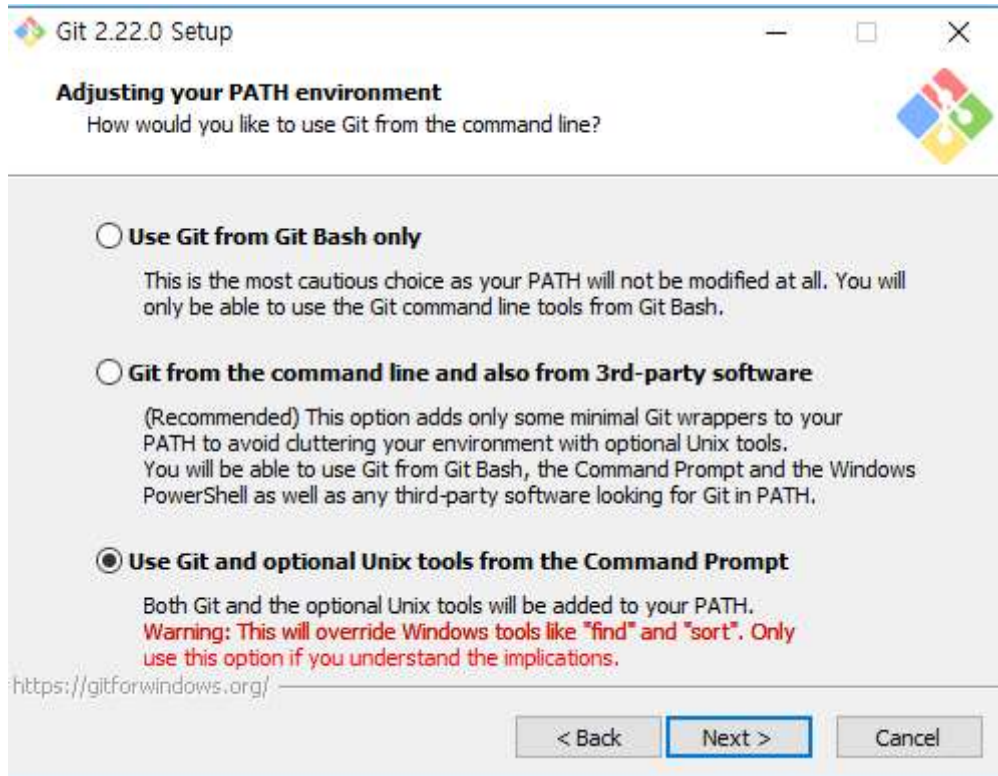 Git 2.22.0 Setup
Adjusting your PATH environment
How would you like to use Git from the command line?
Use Git from Git Bash only
This is the most cautious choice as your PATH will not be modified at all. You will
only be able to use the Git command line tools from Git Bash.
Git from the command line and also from 3rd-party software
(Recommended) This option adds only some minimal Git wrappers to your
PATH to avoid cluttering your environment with optional Unix tools.
You will be able to use Git from Git Bash, the Command Prompt and the Windows
PowerShell as well as any third-party software looking for Git in PATH.
Use Git and optional Unix tools from the Command Prompt
Both Git and the optional Unix tools will be added to your PATH.
Warning: This will override Windows tools like "find" and "sort". Only
use this option if you understand the implications.
https://gitforwindows.org/
< Back
Next >
Cancel